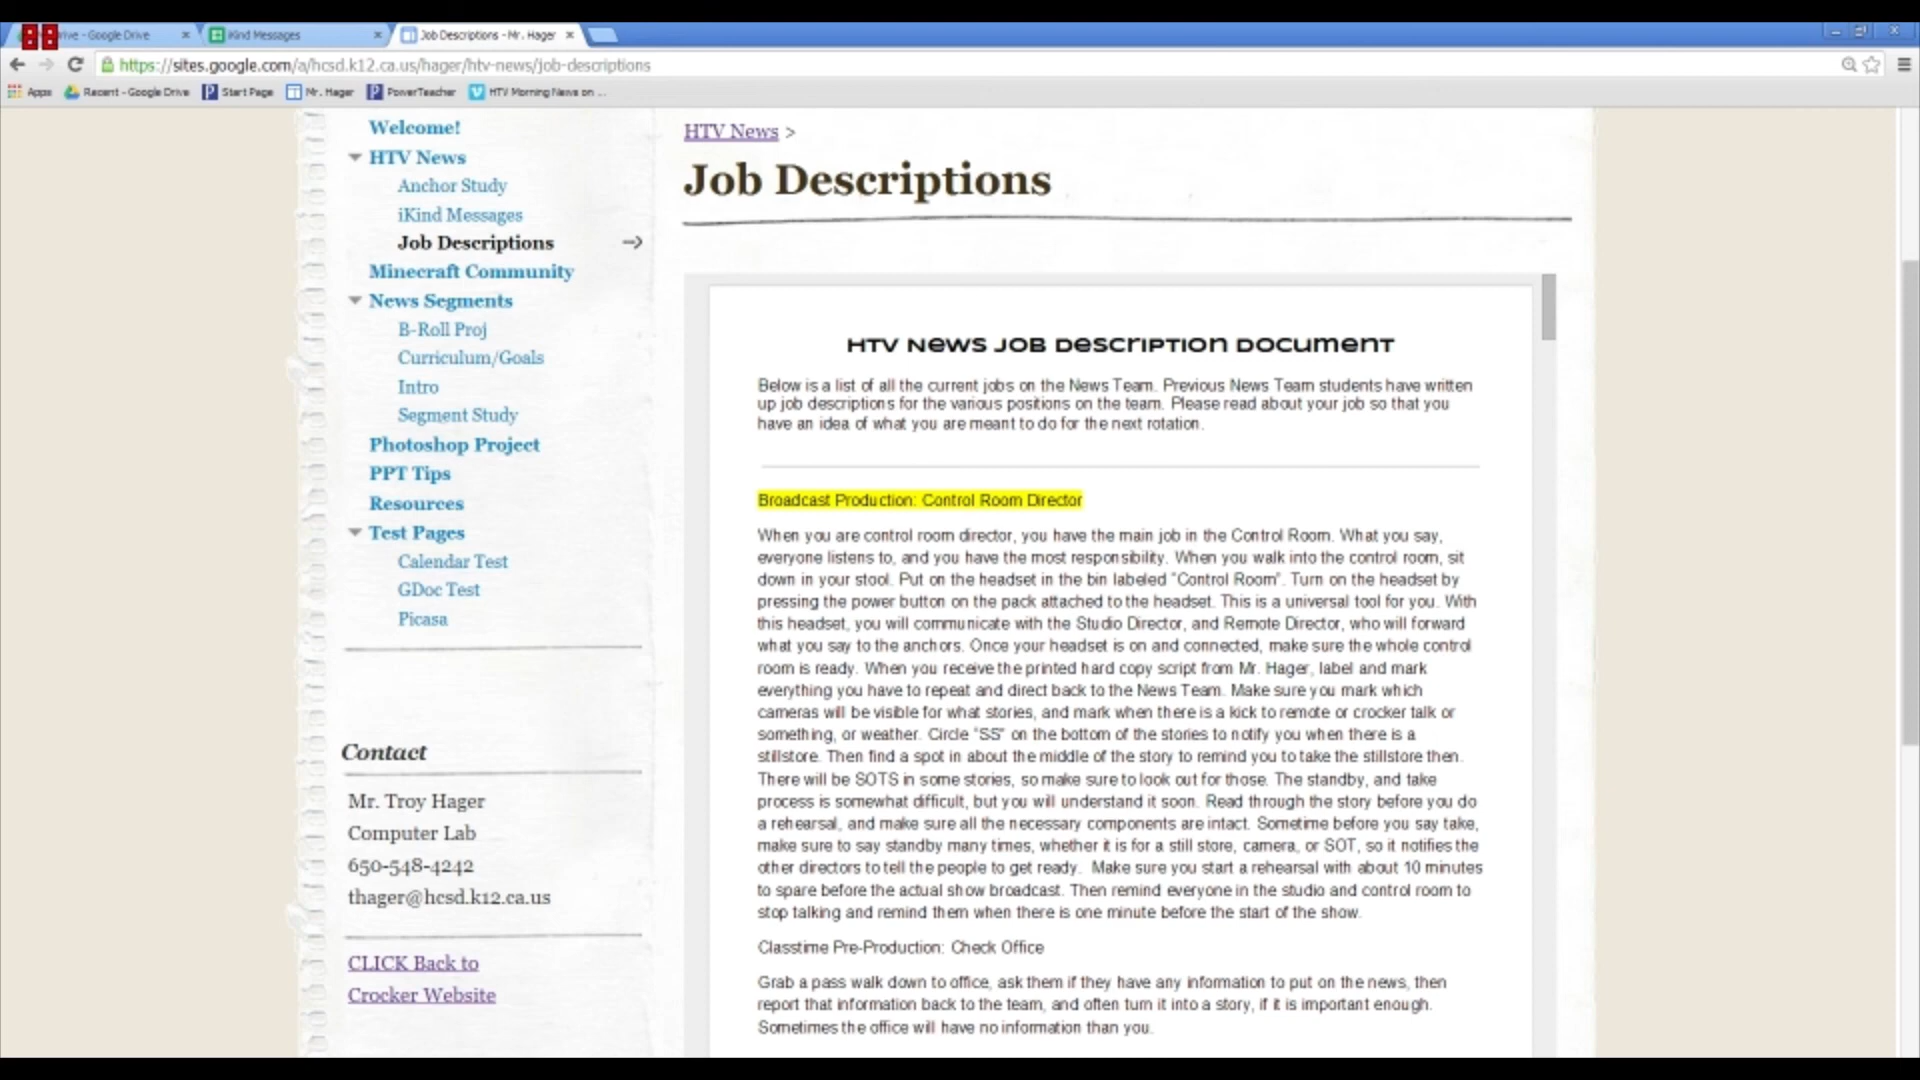 rive - Google Drive
iKind Messages
Job Descriptions - Mr. Hager
https://sites.google.com/a/hcsd.k12.ca.us/hager/htv-news/job-descriptions
Apps
Recent - Google Drive
Start Page
Mr. Hager
PowerTeacher
HTV Morning News on ...
Welcome!
HTV News
Anchor Study
iKind Messages
Job Descriptions
Minecraft Community
News Segments
B-Roll Proj
Curriculum/Goals
Intro
Segment Study
Photoshop Project
PPT Tips
Resources
Test Pages
Calendar Test
GDoc Test
Picasa
Contact
Mr. Troy Hager
Computer Lab
650-548-4242
thager@hcsd.k12.ca.us
CLICK Back to
Crocker Website
HTV News >
Job Descriptions
HTV News Job Description Document
Below is a list of all the current jobs on the News Team. Previous News Team students have written
up job descriptions for the various positions on the team. Please read about your job so that you
have an idea of what you are meant to do for the next rotation.
Broadcast Production: Control Room Director
When you are control room director, you have the main job in the Control Room. What you say,
everyone listens to, and you have the most responsibility. When you walk into the control room, sit
down in your stool. Put on the headset in the bin labeled "Control Room". Turn on the headset by
pressing the power button on the pack attached to the headset. This is a universal tool for you. With
this headset, you will communicate with the Studio Director, and Remote Director, who will forward
what you say to the anchors. Once your headset is on and connected, make sure the whole control
room is ready. When you receive the printed hard copy script from Mr. Hager, label and mark
everything you have to repeat and direct back to the News Team. Make sure you mark which
cameras will be visible for what stories, and mark when there is a kick to remote or crocker talk or
something, or weather. Circle "SS" on the bottom of the stories to notify you when there is a
stillstore. Then find a spot in about the middle of the story to remind you to take the stillstore then.
There will be SOTS in some stories, so make sure to look out for those. The standby, and take
process is somewhat difficult, but you will understand it soon. Read through the story before you do
a rehearsal, and make sure all the necessary components are intact. Sometime before you say take,
make sure to say standby many times, whether it is for a still store, camera, or SOT, so it notifies the
other directors to tell the people to get ready. Make sure you start a rehearsal with about 10 minutes
to spare before the actual show broadcast. Then remind everyone in the studio and control room to
stop talking and remind them when there is one minute before the start of the show.
Classtime Pre-Production: Check Office
Grab a pass walk down to office, ask them if they have any information to put on the news, then
report that information back to the team, and often turn it into a story, if it is important enough.
Sometimes the office will have no information than you.